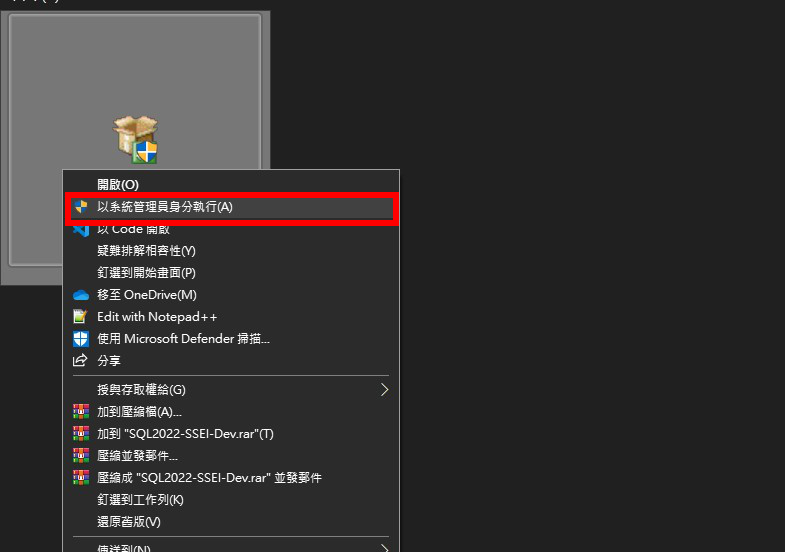 開啟(O)
以系統管理員身分執行(A)
以 Code 開啟
疑難排解相容性(Y)
釘選到開始畫面(P)
移至 OneDrive(M)
Edit with Notepad++
使用 Microsoft Defender 掃描...
分享
授與存取權給(G)
加到壓縮檔(A)...
加到 "SQL2022-SSEI-Dev.rar"(T)
壓縮並發郵件...
壓縮成 "SQL2022-SSEI-Dev.rar" 並發郵件
釘選到工作列(K)
還原舊版(V)
傳送到(N)